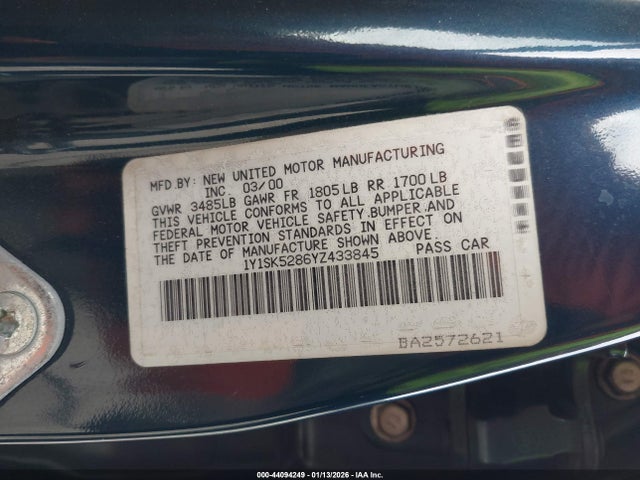 MFD BY: NEW UNITED MOTOR MANUFACTURING
INC. 03/00
GVWR 3485LB GAWR FR 1805LB RR 1700LB
THIS VEHICLE CONFORMS TO ALL APPLICABLE
FEDERAL MOTOR VEHICLE SAFETY,BUMPER,AND
THEFT PREVENTION STANDARDS IN EFFECT ON
THE DATE OF MANUFACTURE SHOWN ABOVE.
1Y1SK5286YZ433845 PASS CAR
BA2572621
000-44094249 - 01/13/2026 - IAA Inc.